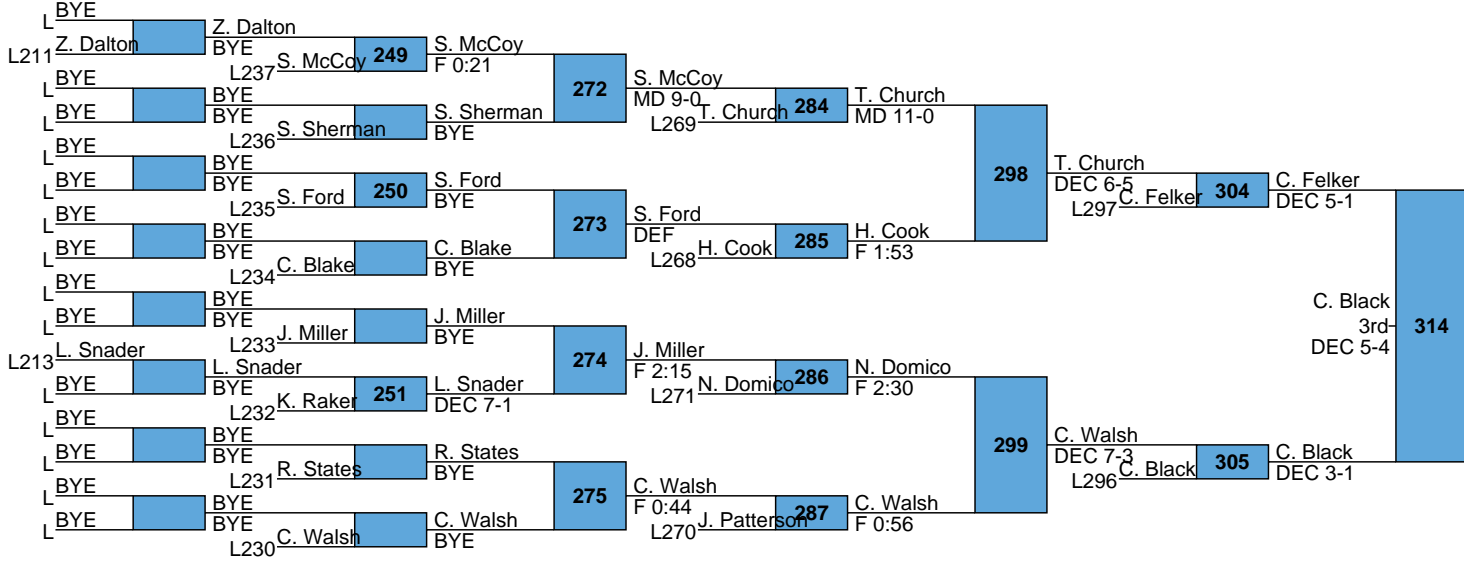 BYE
L
Z. Dalton
L211
BYE
L
BYE
L
BYE
L
BYE
L
BYE
L
BYE
L
BYE
L
BYE
L
L. Snader
L213
BYE
L
BYE
L
BYE
L
BYE
L
BYE
L
Z. Dalton
BYE
L237 S. McCoy
BYE
BYE
L236 S. Sherman
BYE
BYE
L235 S. Ford
BYE
BYE
L234 C. Blake
BYE
BYE
L233 J. Miller
L. Snader
BYE
L232 K. Raker
BYE
BYE
L231 R. States
BYE
BYE
L230 C. Walsh
249
250
251
S. McCoy
F 0:21
S. Sherman
BYE
S. Ford
BYE
C. Blake
BYE
J. Miller
BYE
L. Snader
DEC 7-1
R. States
BYE
C. Walsh
BYE
272
273
274
275
S. McCoy
MD 9-0
L269 T. Church
S. Ford
DEF
L268 H. Cook
J. Miller
F 2:15
L271 N. Domico
C. Walsh
F 0:44
L270 J. Patterson
284
285
286
287
T. Church
MD 11-0
H. Cook
F 1:53
N. Domico
F 2:30
C. Walsh
F 0:56
298
299
T. Church
DEC 6-5
L297 C. Felker
C. Walsh
DEC 7-3
L296 C. Black
304
305
C. Felker
DEC 5-1
C. Black
DEC 3-1
C. Black
3rd
DEC 5-4
314